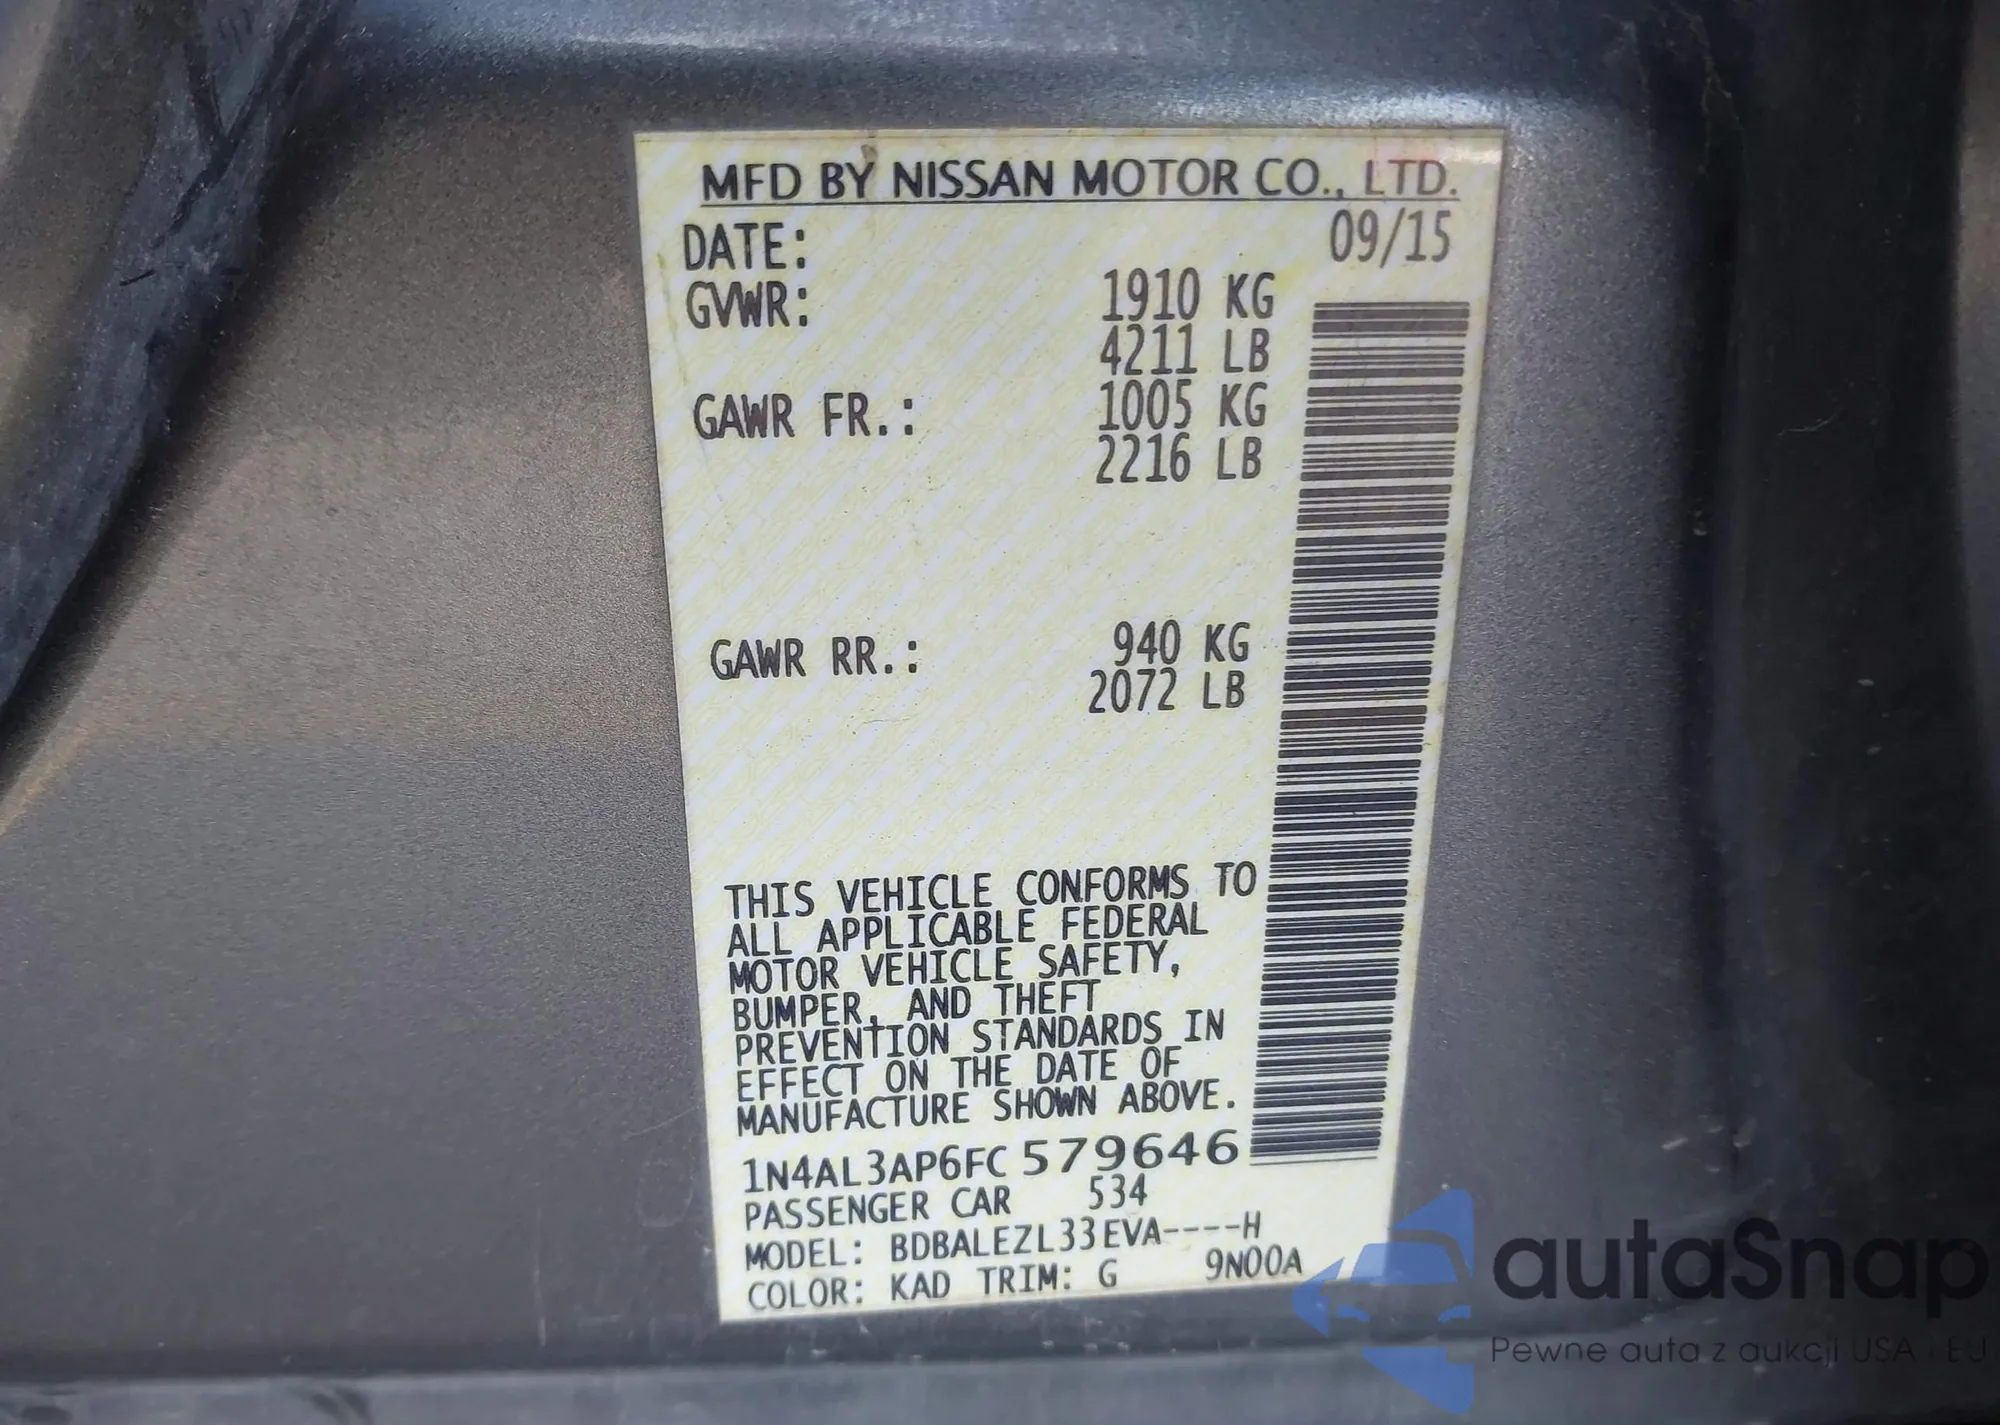 MFD BY NISSAN MOTOR CO., LTD.
DATE: 09/15
GVWR: 1910 KG
4211 LB
GAWR FR.: 1005 KG
2216 LB
GAWR RR.: 940 KG
2072 LB
THIS VEHICLE CONFORMS TO
ALL APPLICABLE FEDERAL
MOTOR VEHICLE SAFETY,
BUMPER, AND THEFT
PREVENTION STANDARDS IN
EFFECT ON THE DATE OF
MANUFACTURE SHOWN ABOVE.
1N4AL3AP6FC579646
PASSENGER CAR 534
MODEL: BDBALEZL33EVA----H
COLOR: KAD TRIM: G 9N00A
autoSnap
Pewne auta z aukcji USA i EU